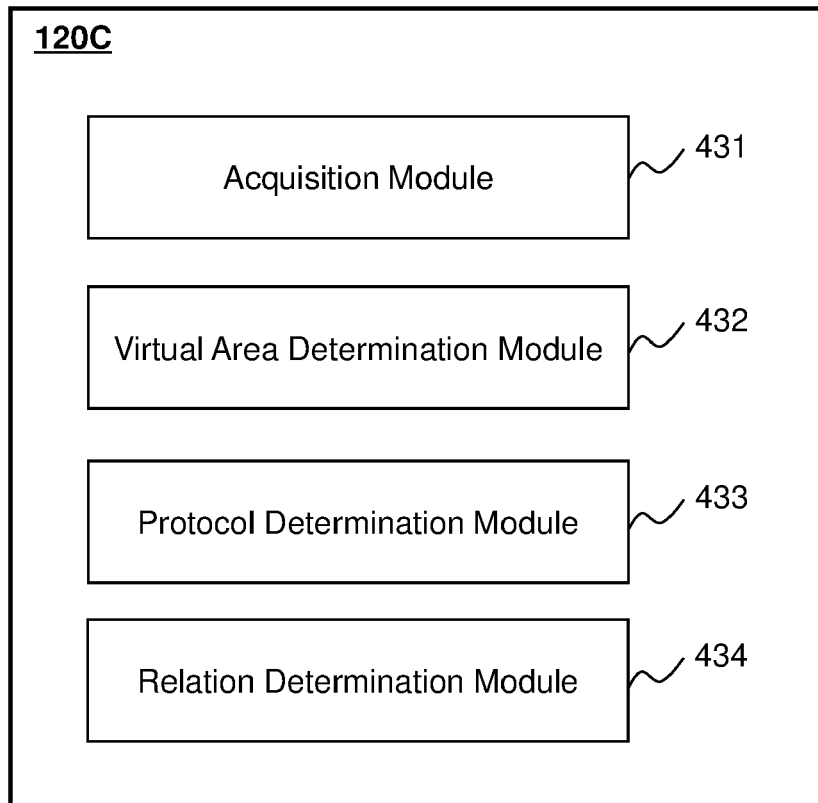 120C
Acquisition Module
431
Virtual Area Determination Module
432
Protocol Determination Module
433
Relation Determination Module
434